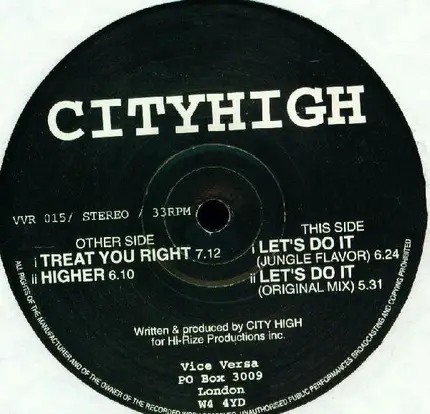 CITYHIGH
VVR 015/ STEREO / 33RPM
OTHER SIDE
i TREAT YOU RIGHT 7.12
ii HIGHER 6.10
THIS SIDE
i LET'S DO IT
(JUNGLE FLAVOR) 6.24
ii LET'S DO IT
(ORIGINAL MIX) 5.31
Written & produced by CITY HIGH
for Hi-Rize Productions inc.
Vice Versa
PO Box 3009
London
W4 4YD
ALL RIGHTS OF THE MANUFACTURER AND OF THE OWNER OF THE RECORDED WORK RESERVED. UNAUTHORISED PUBLIC PERFORMANCES BROADCASTING AND COPYING PROHIBITED